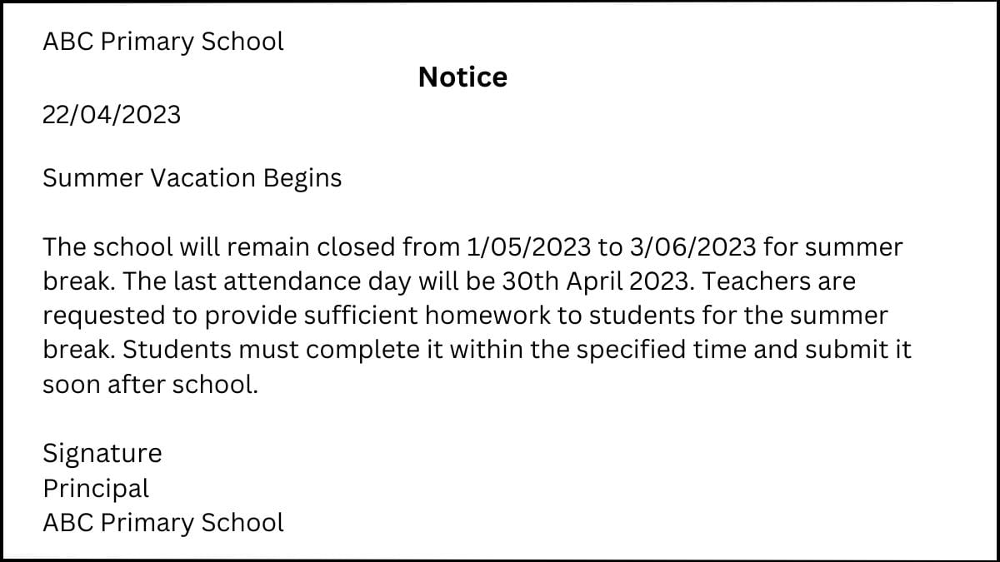 ABC Primary School
Notice
22/04/2023
Summer Vacation Begins
The school will remain closed from 1/05/2023 to 3/06/2023 for summer
break. The last attendance day will be 30th April 2023. Teachers are
requested to provide sufficient homework to students for the summer
break. Students must complete it within the specified time and submit it
soon after school.
Signature
Principal
ABC Primary School